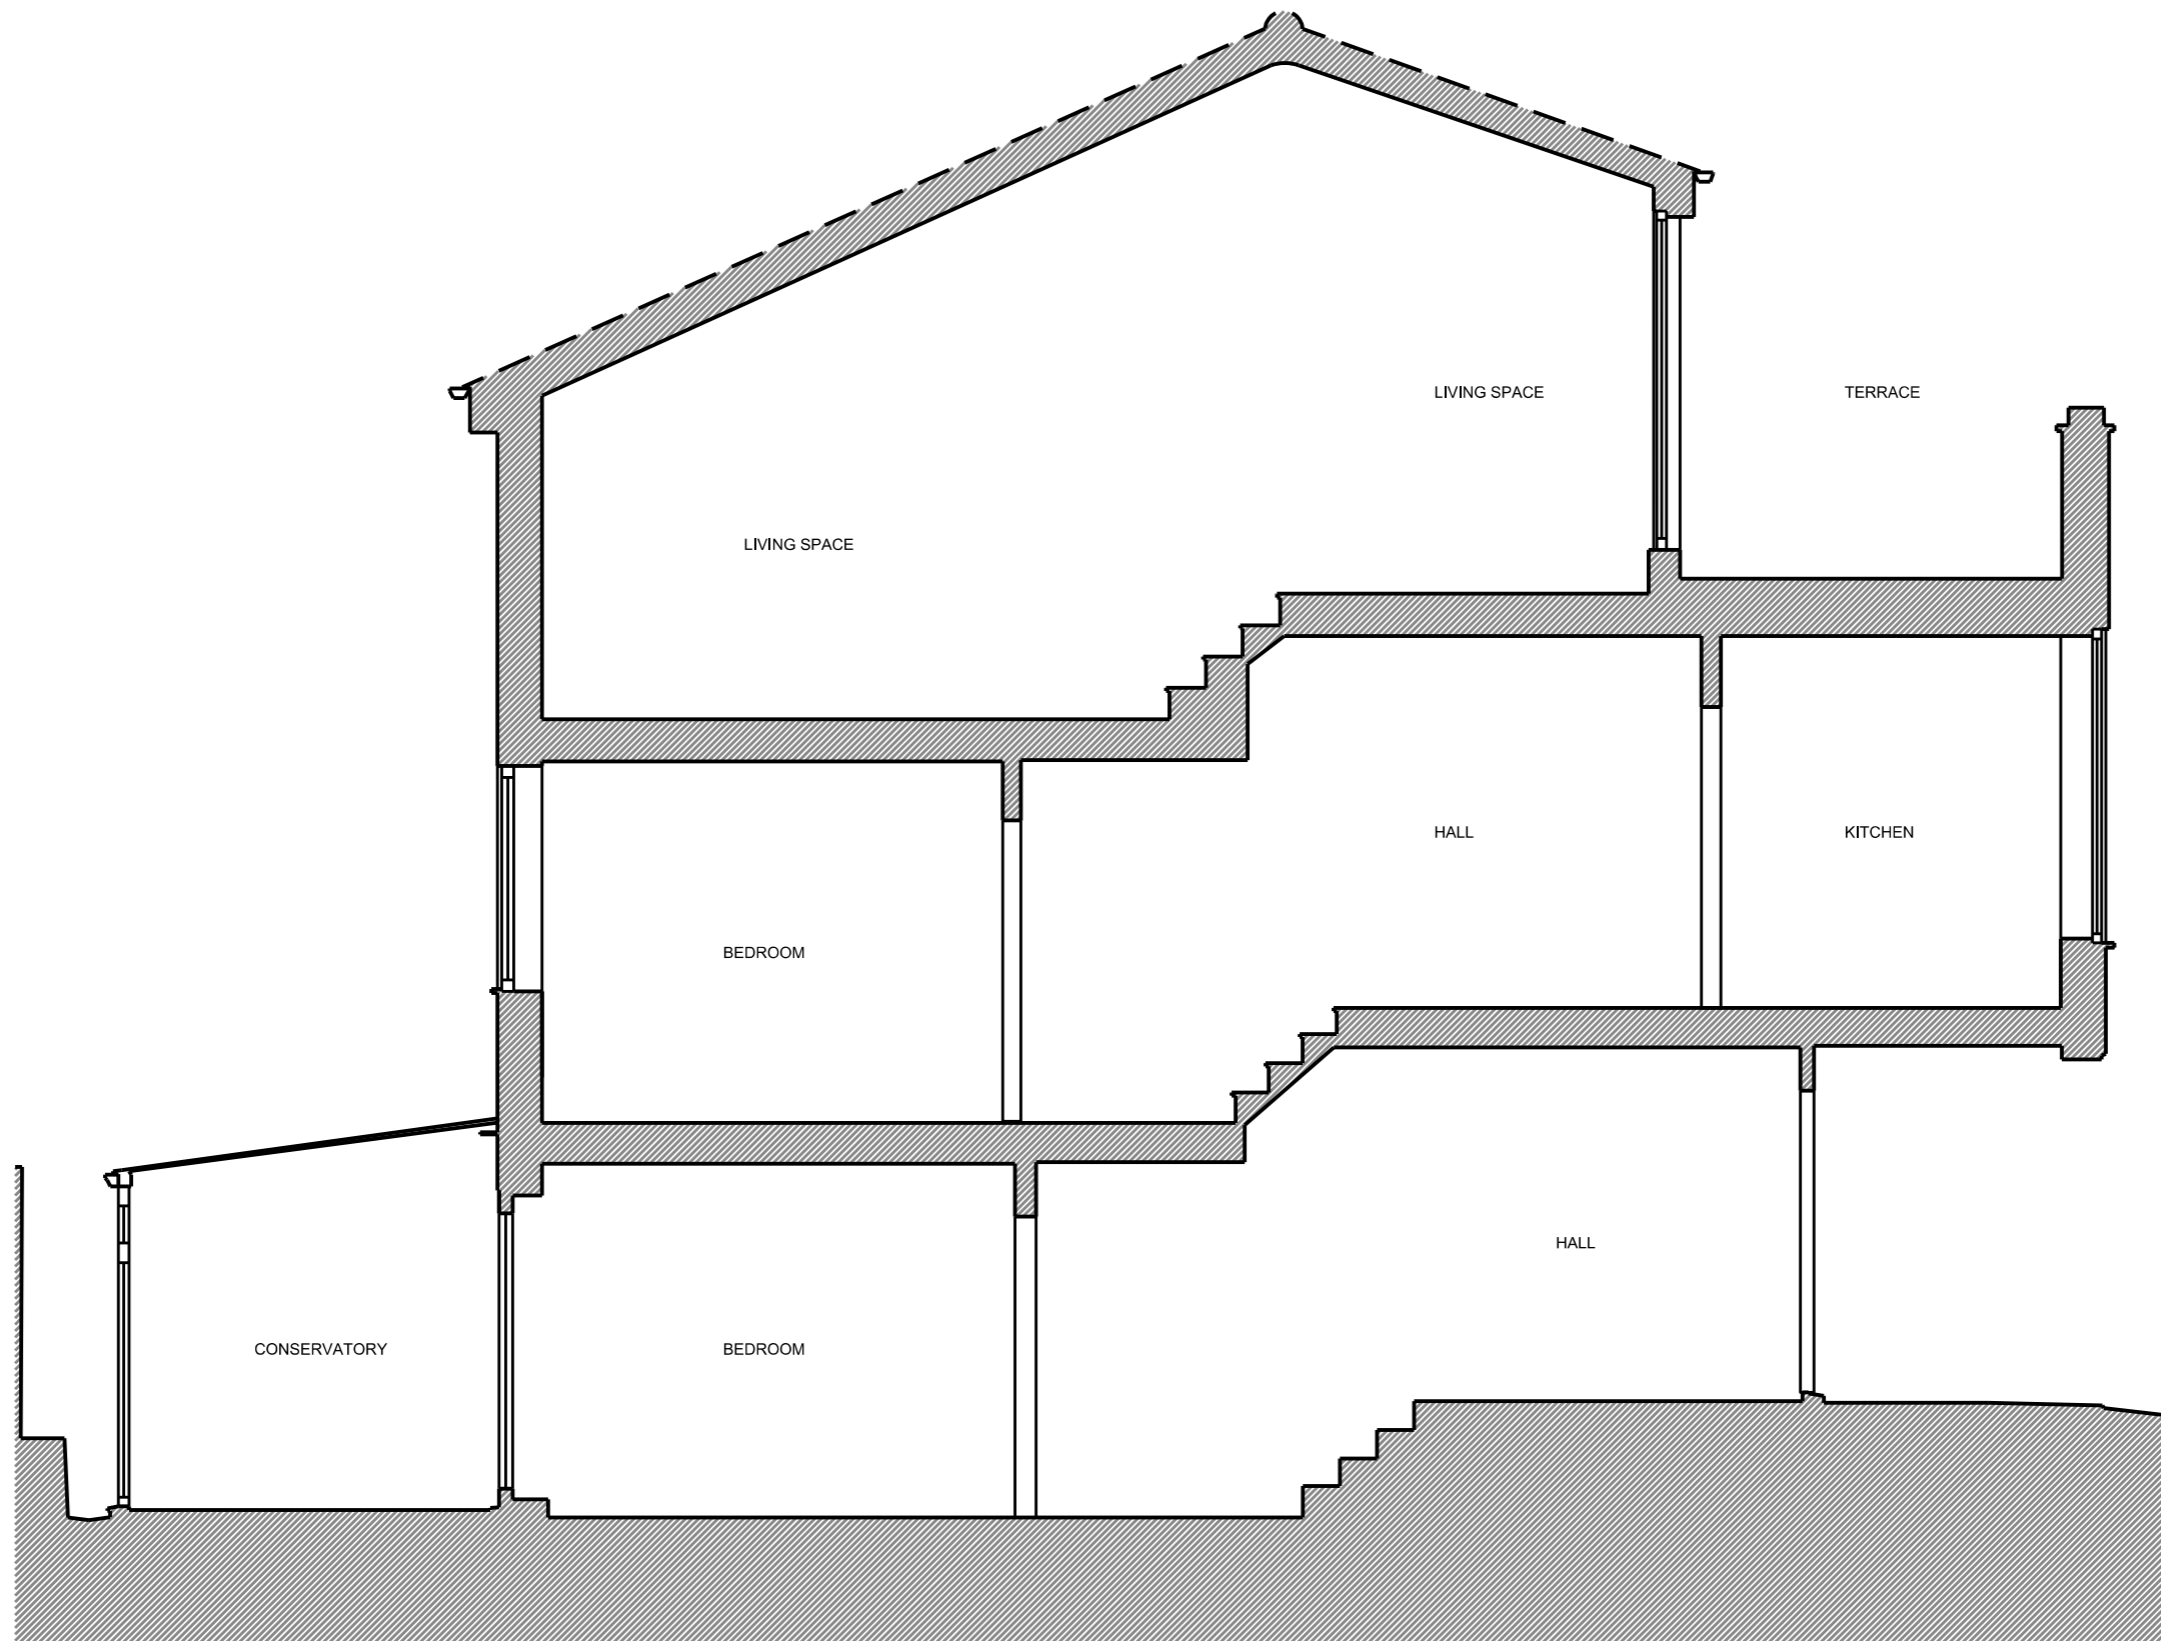 LIVING SPACE
TERRACE
LIVING SPACE
HALL
KITCHEN
BEDROOM
HALL
CONSERVATORY
BEDROOM